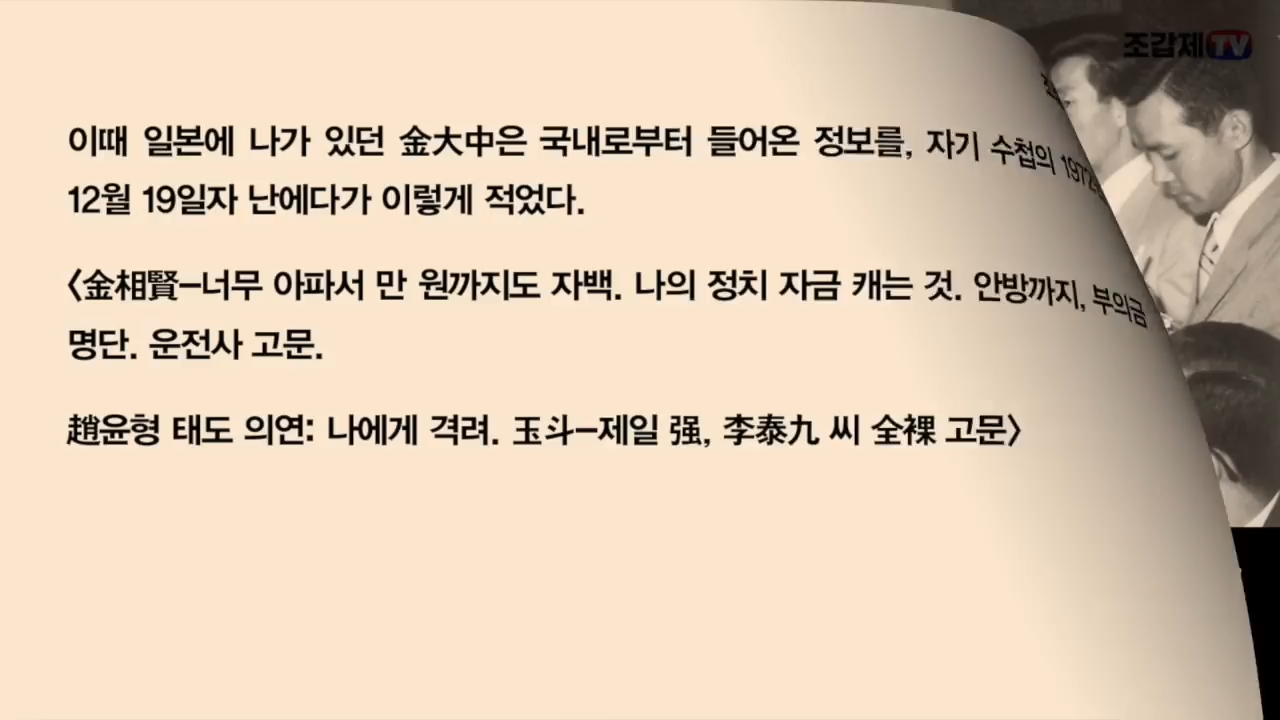 조갑제TV
이때 일본에 나가 있던 金大中은 국내로부터 들어온 정보를, 자기 수첩의 1972
12월 19일자 난에다가 이렇게 적었다.
〈金相賢–너무 아파서 만 원까지도 자백. 나의 정치 자금 캐는 것. 안방까지, 부의금
명단. 운전사 고문.
趙윤형 태도 의연: 나에게 격려. 玉斗–제일 强, 李泰九 씨 全裸 고문〉